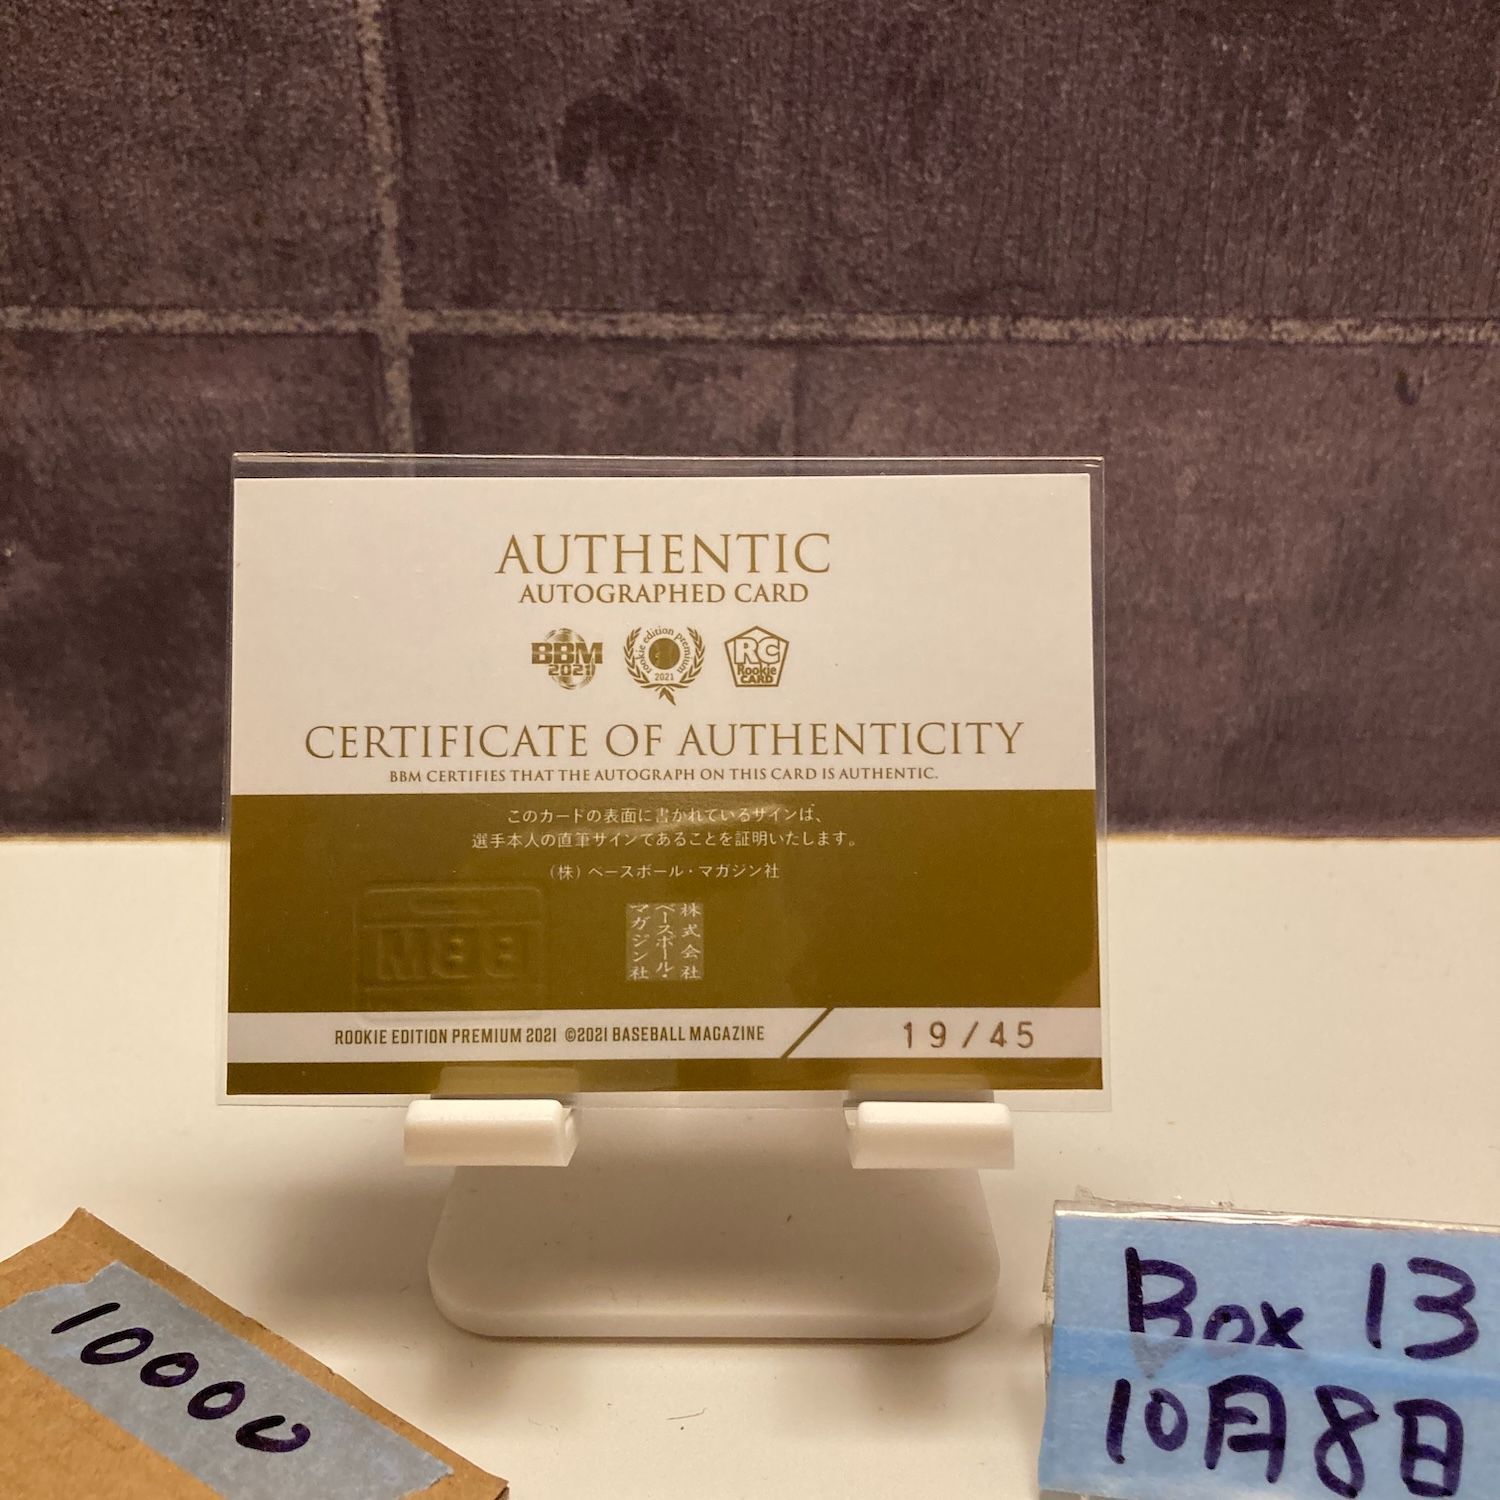 AUTHENTIC
AUTOGRAPHED CARD
BBM
2021
rookie edition premium
2021
RC
Rookie
CARD
CERTIFICATE OF AUTHENTICITY
BBM CERTIFIES THAT THE AUTOGRAPH ON THIS CARD IS AUTHENTIC.
このカードの表面に書かれているサインは、
選手本人の直筆サインであることを証明いたします。
(株)ベースボール・マガジン社
株式会社
ベースボール・
マガジン社
BBM
ROOKIE EDITION PREMIUM 2021 ©2021 BASEBALL MAGAZINE
19/45
10000
Box 13
10月8日